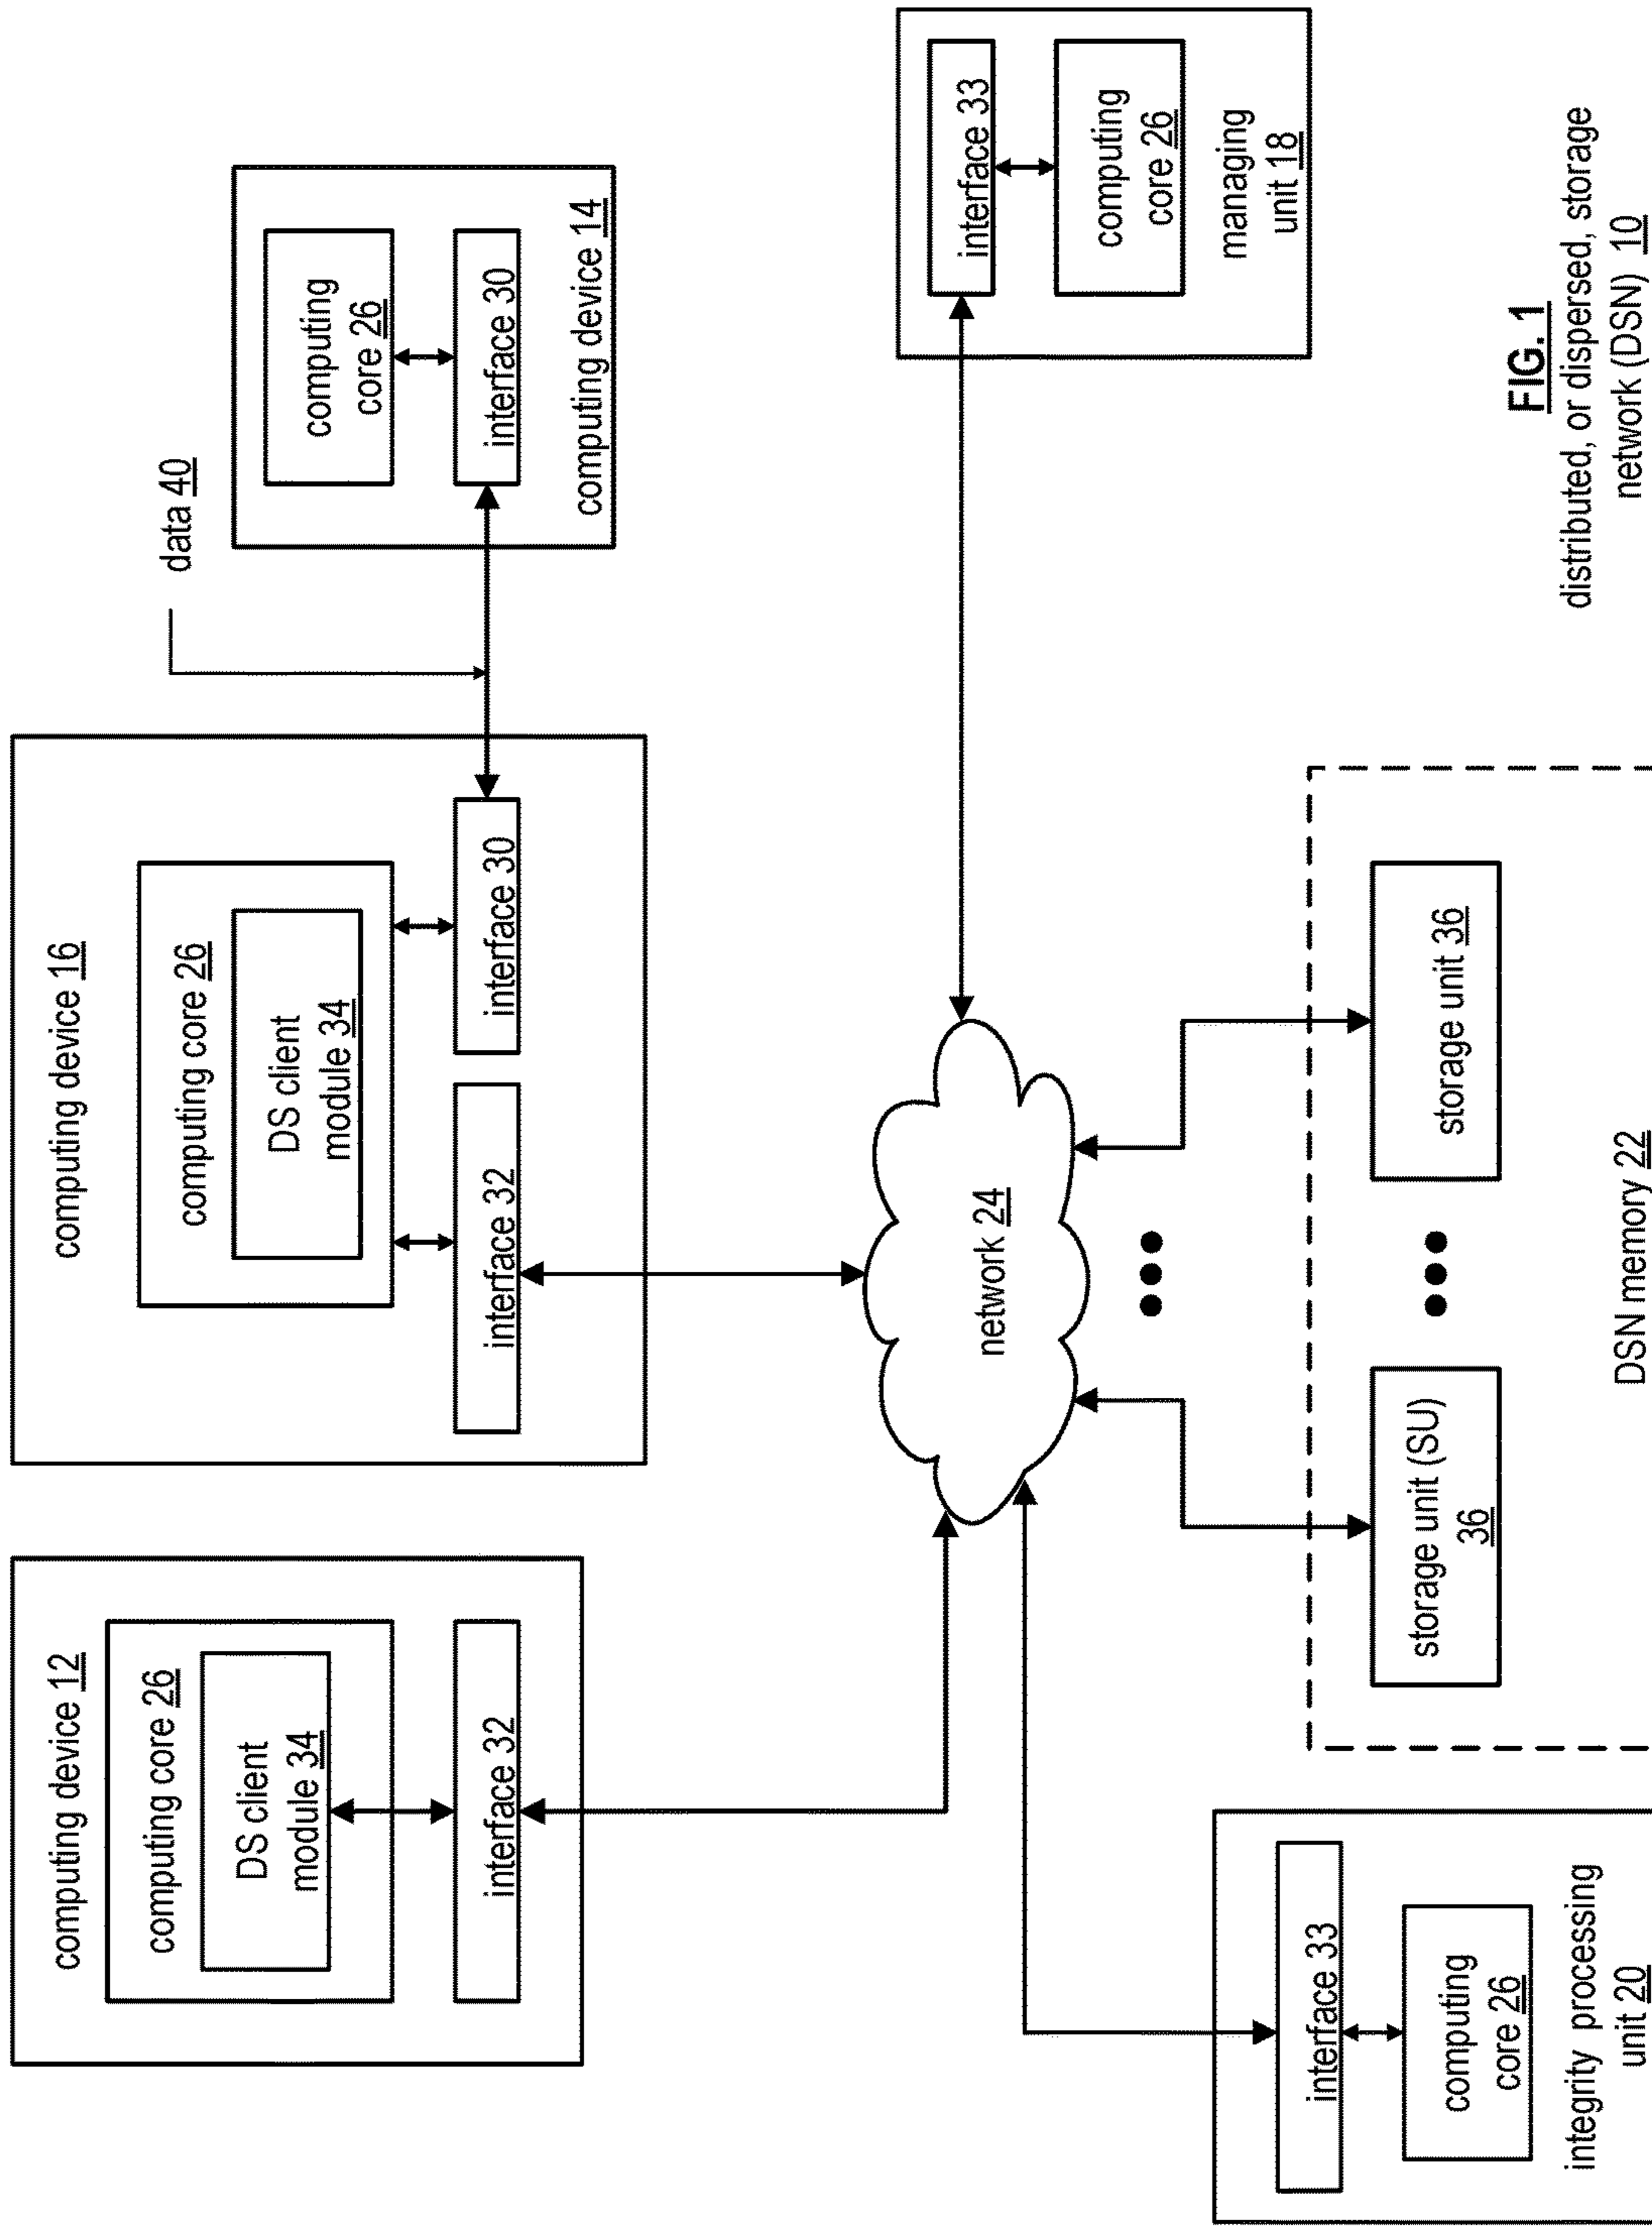 computing device 12
computing core 26
DS client
module 34
interface 32
computing device 16
computing core 26
DS client
module 34
interface 32
interface 30
data 40
computing
core 26
interface 30
computing device 14
network 24
interface 33
computing
core 26
managing
unit 18
interface 33
computing
core 26
integrity processing
unit 20
storage unit (SU)
36
storage unit 36
DSN memory 22
FIG. 1
distributed, or dispersed, storage
network (DSN) 10